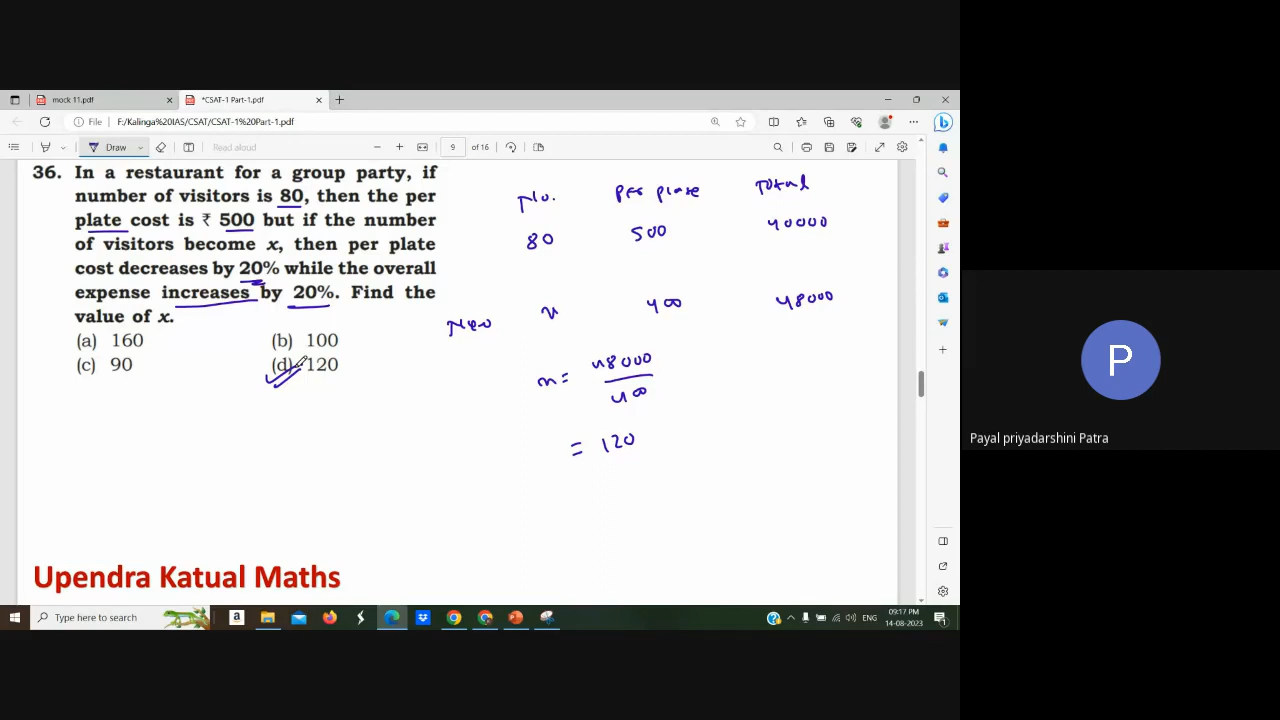 mock 11.pdf
*CSAT-1 Part-1.pdf
File
F:/Kalinga%20IAS/CSAT/CSAT-1%20Part-1.pdf
Draw
Read aloud
9 of 16
36. In a restaurant for a group party, if
number of visitors is 80, then the per
plate cost is ₹ 500 but if the number
of visitors become x, then per plate
cost decreases by 20% while the overall
expense increases by 20%. Find the
value of x.
(a) 160 (b) 100
(c) 90 (d) 120
No. Per plate Total
80 500 40000
New x 400 48000
x = 48000
400
= 120
Upendra Katual Maths
P
Payal priyadarshini Patra
Type here to search
ENG
09:17 PM
14-08-2023